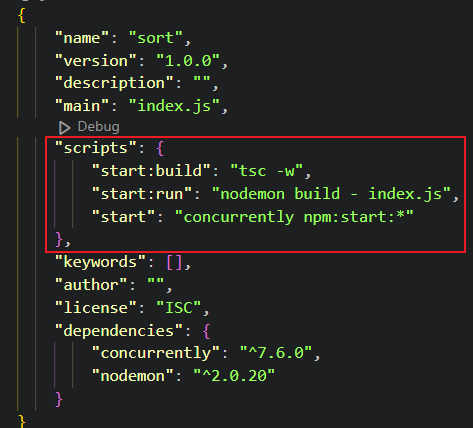 {
"name": "sort",
"version": "1.0.0",
"description": "",
"main": "index.js",
Debug
"scripts": {
"start:build": "tsc -w",
"start:run": "nodemon build - index.js",
"start": "concurrently npm:start:*"
},
"keywords": [],
"author": "",
"license": "ISC",
"dependencies": {
"concurrently": "^7.6.0",
"nodemon": "^2.0.20"
}
}